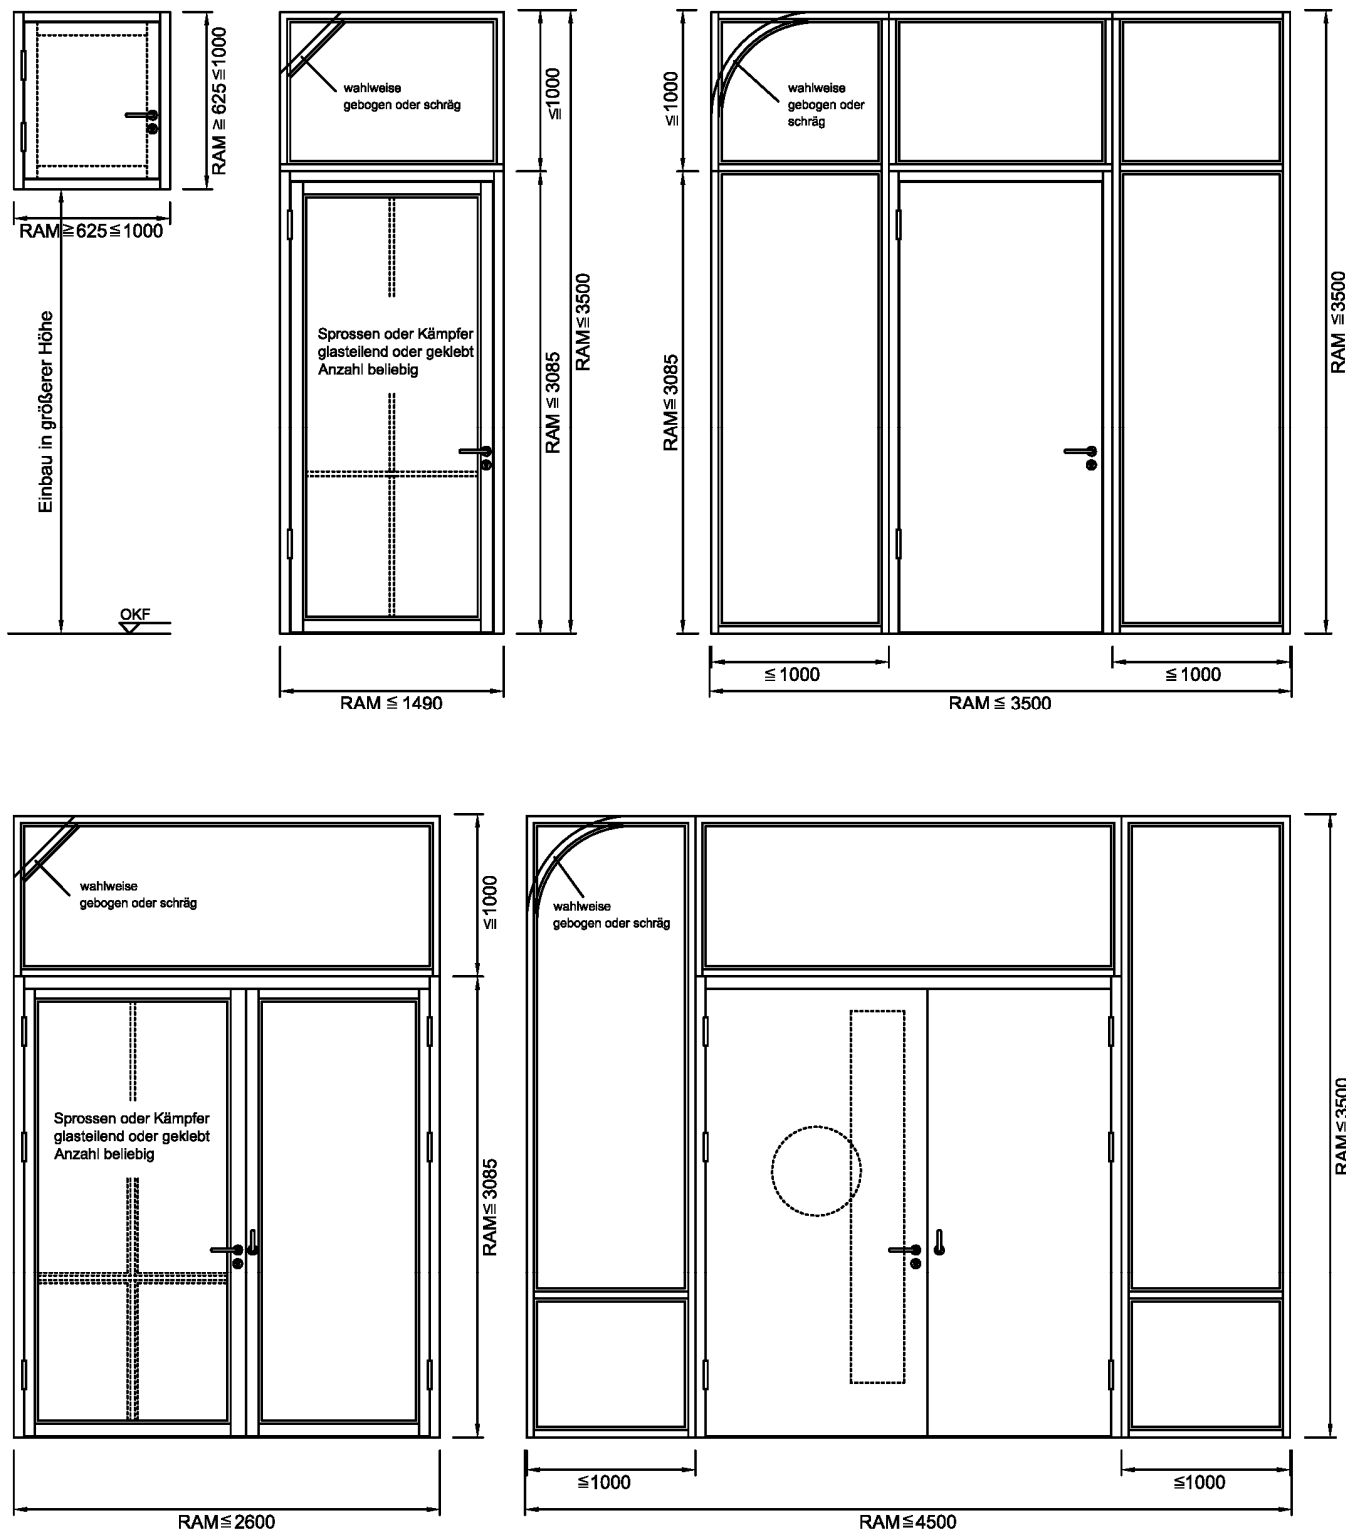 RAM ≧ 625 ≦ 1000
RAM ≧ 625 ≦ 1000
Einbau in größerer Höhe
OKF
wahlweise
gebogen oder schräg
≦ 1000
RAM ≦ 3500
RAM ≦ 3085
Sprossen oder Kämpfer
glasteilend oder geklebt
Anzahl beliebig
RAM ≦ 1490
wahlweise
gebogen oder
schräg
≦ 1000
RAM ≦ 3085
RAM ≦ 3500
≦ 1000
≦ 1000
RAM ≦ 3500
wahlweise
gebogen oder schräg
≦ 1000
Sprossen oder Kämpfer
glasteilend oder geklebt
Anzahl beliebig
RAM ≦ 3085
RAM ≦ 2600
wahlweise
gebogen oder schräg
RAM ≦ 3500
≦ 1000
≦ 1000
RAM ≦ 4500